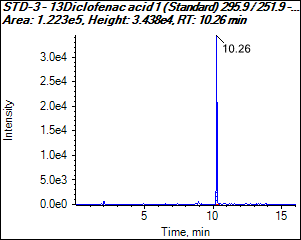 STD-3 - 13Diclofenac acid 1 (Standard) 295.9 / 251.9 -...
Area: 1.223e5, Height: 3.438e4, RT: 10.26 min
10.26
3.0e4
2.5e4
2.0e4
1.5e4
1.0e4
5.0e3
0.0e0
Intensity
5
10
15
Time, min